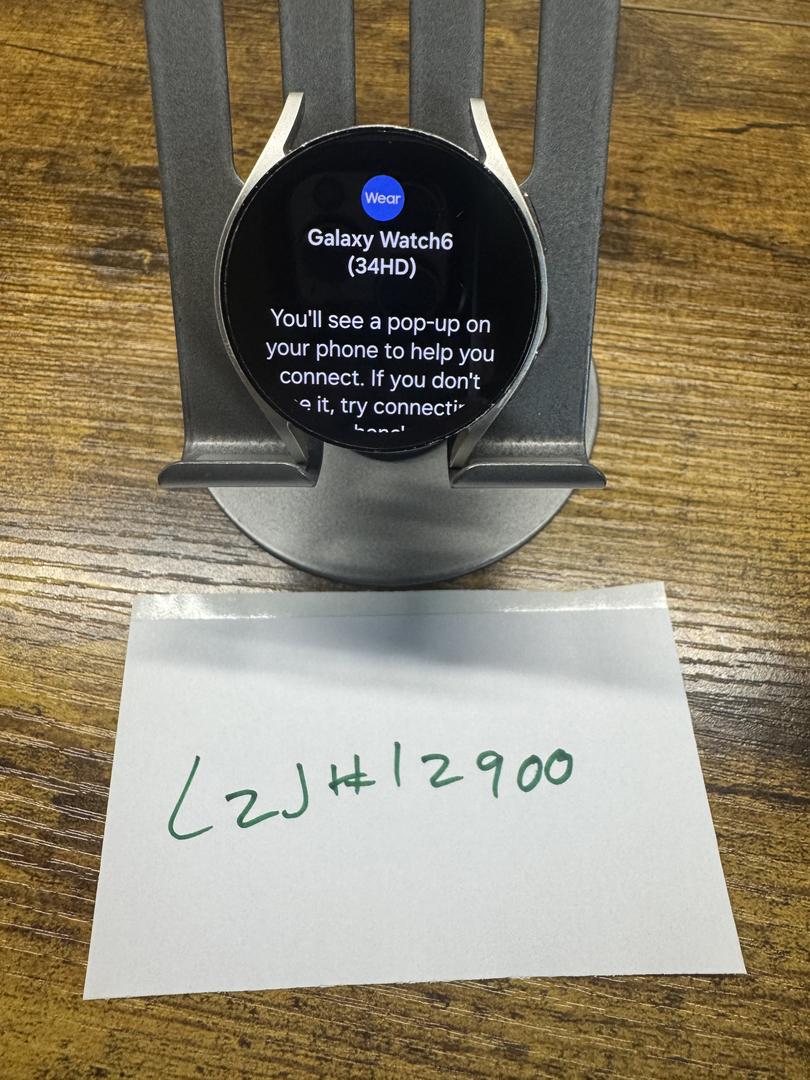 Wear
Galaxy Watch6
(34HD)
You'll see a pop-up on
your phone to help you
connect. If you don't
it, try connectin
LZJ#12900